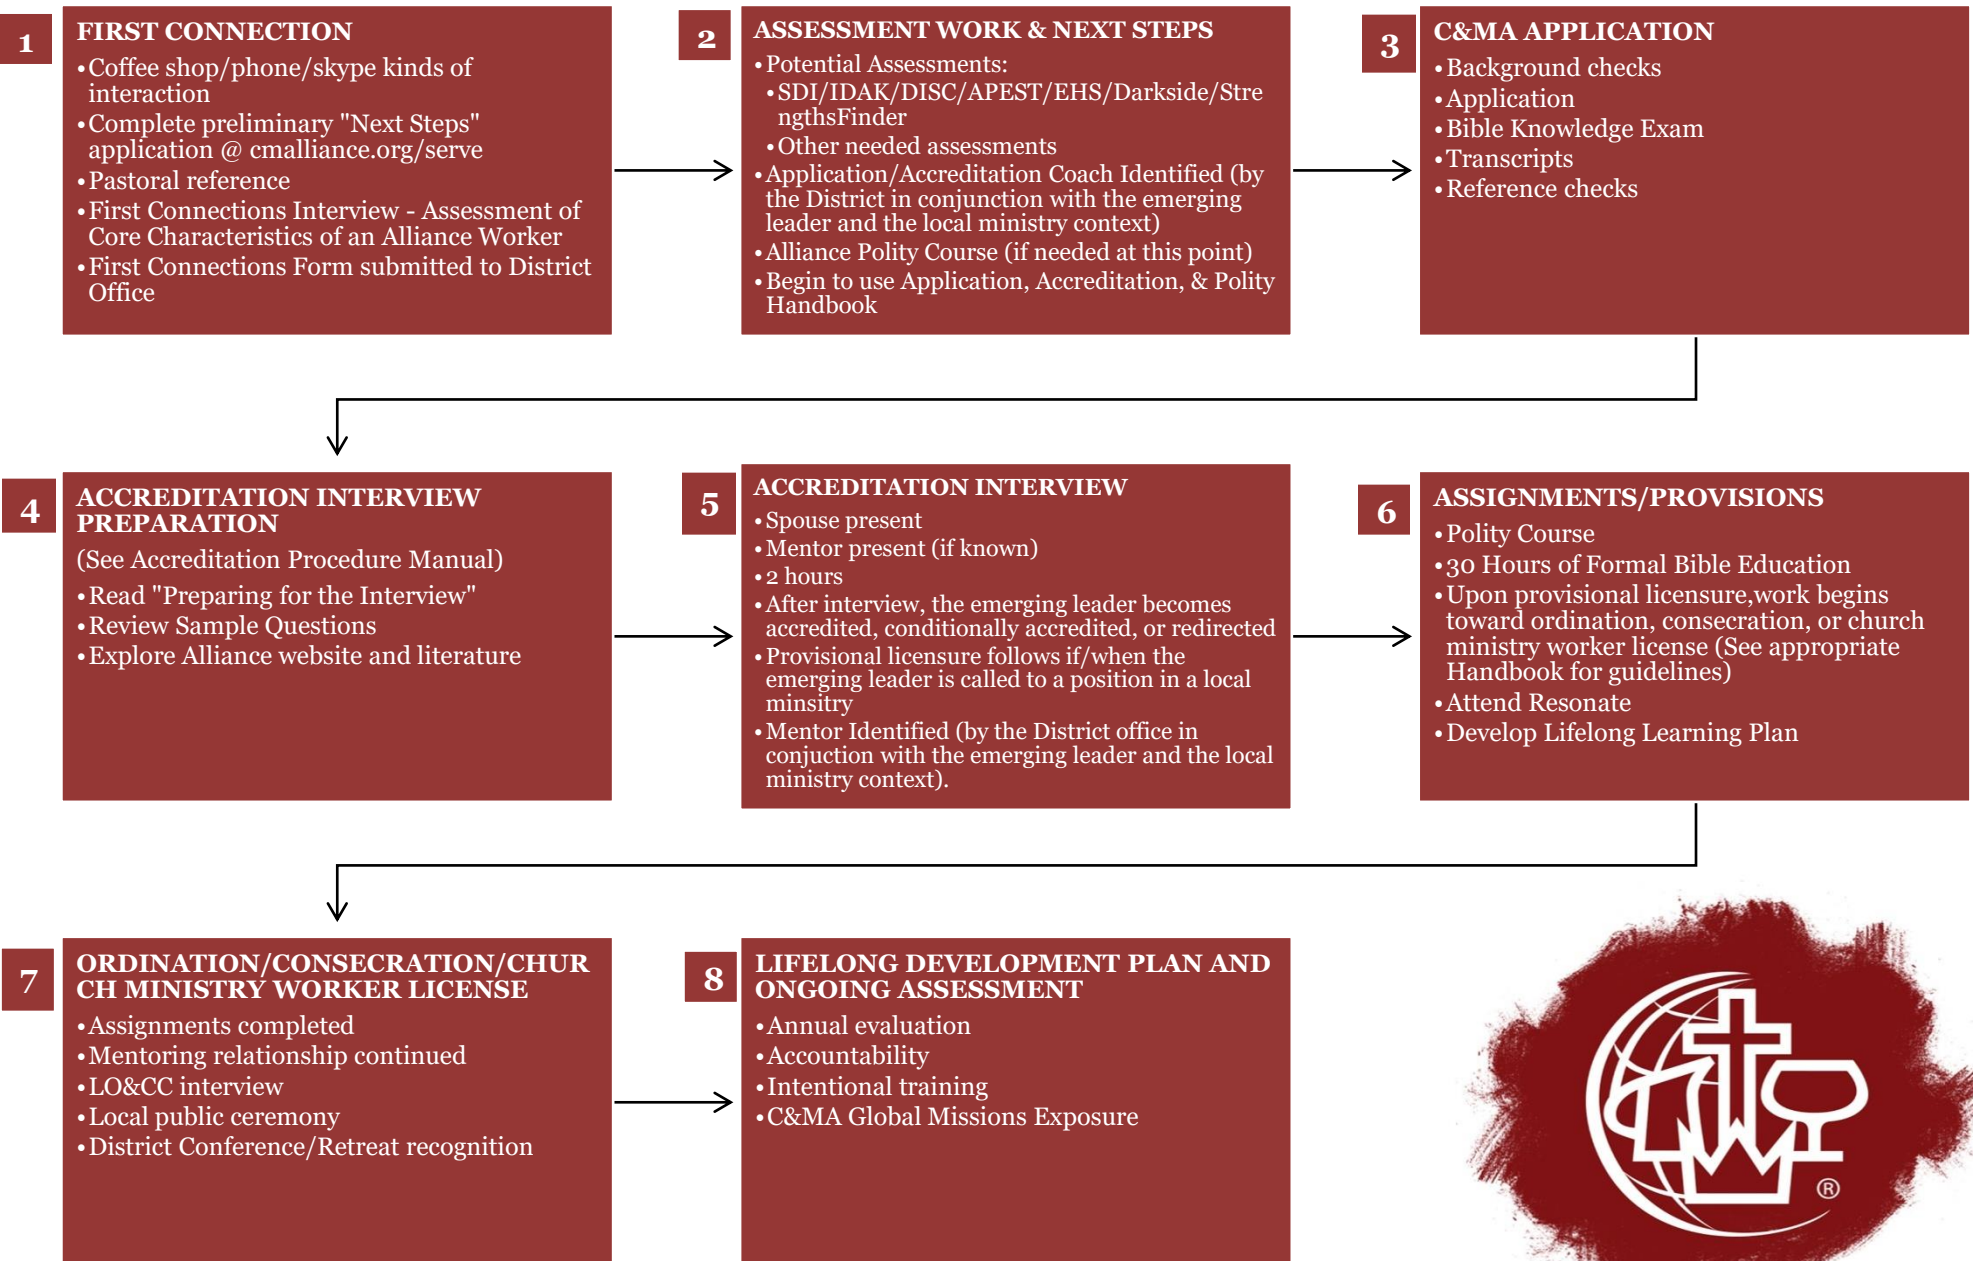 1
FIRST CONNECTION
•Coffee shop/phone/skype kinds of
interaction
•Complete preliminary "Next Steps"
application @ cmalliance.org/serve
•Pastoral reference
•First Connections Interview - Assessment of
Core Characteristics of an Alliance Worker
•First Connections Form submitted to District
Office
2
ASSESSMENT WORK & NEXT STEPS
•Potential Assessments:
•SDI/IDAK/DISC/APEST/EHS/Darkside/Stre
ngthsFinder
•Other needed assessments
•Application/Accreditation Coach Identified (by
the District in conjunction with the emerging
leader and the local ministry context)
•Alliance Polity Course (if needed at this point)
•Begin to use Application, Accreditation, & Polity
Handbook
3
C&MA APPLICATION
•Background checks
•Application
•Bible Knowledge Exam
•Transcripts
•Reference checks
4
ACCREDITATION INTERVIEW
PREPARATION
(See Accreditation Procedure Manual)
•Read "Preparing for the Interview"
•Review Sample Questions
•Explore Alliance website and literature
5
ACCREDITATION INTERVIEW
•Spouse present
•Mentor present (if known)
•2 hours
•After interview, the emerging leader becomes
accredited, conditionally accredited, or redirected
•Provisional licensure follows if/when the
emerging leader is called to a position in a local
minsitry
•Mentor Identified (by the District office in
conjuction with the emerging leader and the local
ministry context).
6
ASSIGNMENTS/PROVISIONS
•Polity Course
•30 Hours of Formal Bible Education
•Upon provisional licensure,work begins
toward ordination, consecration, or church
ministry worker license (See appropriate
Handbook for guidelines)
•Attend Resonate
•Develop Lifelong Learning Plan
7
ORDINATION/CONSECRATION/CHUR
CH MINISTRY WORKER LICENSE
•Assignments completed
•Mentoring relationship continued
•LO&CC interview
•Local public ceremony
•District Conference/Retreat recognition
8
LIFELONG DEVELOPMENT PLAN AND
ONGOING ASSESSMENT
•Annual evaluation
•Accountability
•Intentional training
•C&MA Global Missions Exposure
®